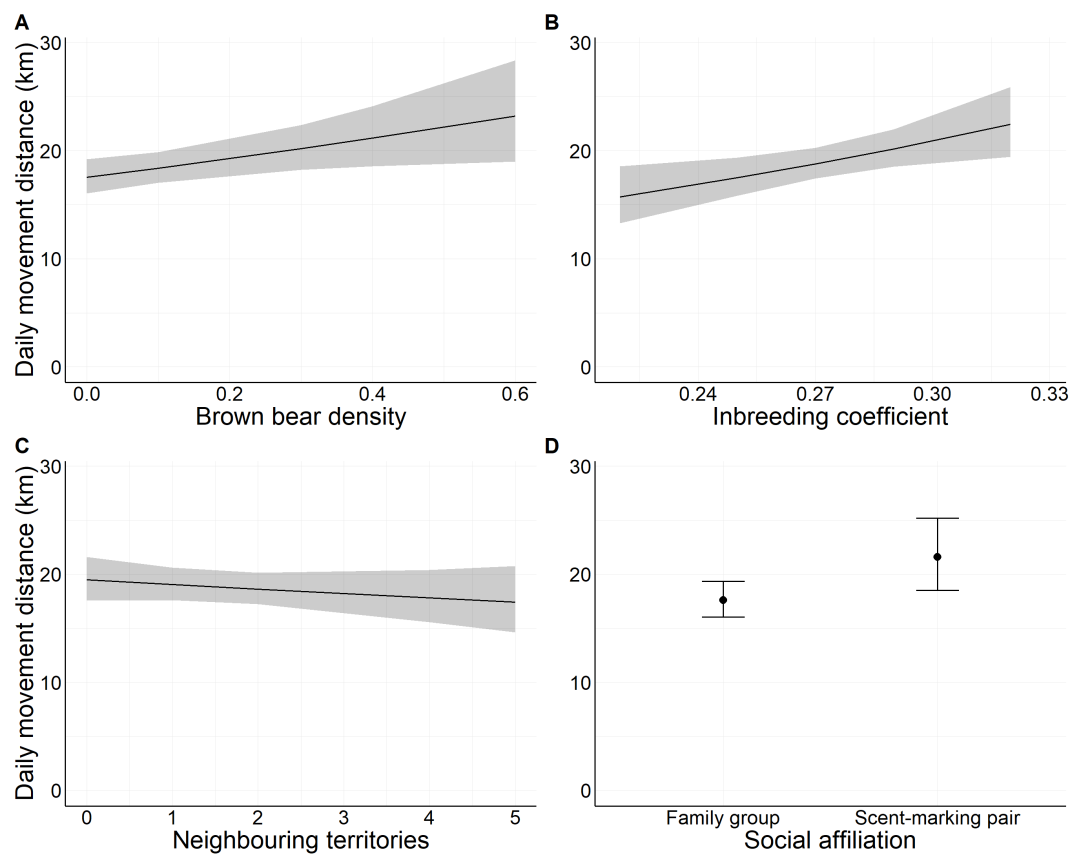 A
Daily movement distance (km)
30
20
10
0
0.0 0.2 0.4 0.6
Brown bear density
B
30
20
10
0
0.24 0.27 0.30 0.33
Inbreeding coefficient
C
Daily movement distance (km)
30
20
10
0
0 1 2 3 4 5
Neighbouring territories
D
30
20
10
0
Family group Scent-marking pair
Social affiliation